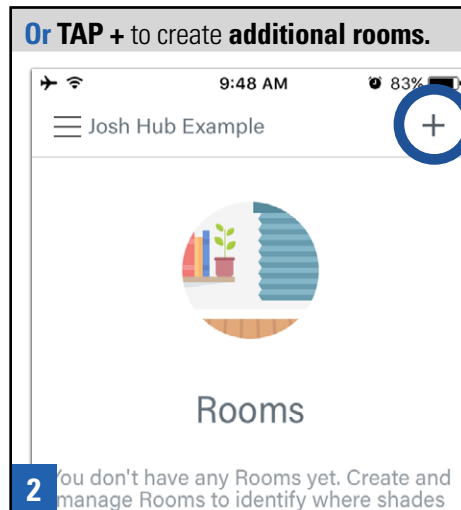 Or TAP + to create additional rooms.
9:48 AM 83%
Josh Hub Example +
Rooms
You don't have any Rooms yet. Create and
2 manage Rooms to identify where shades